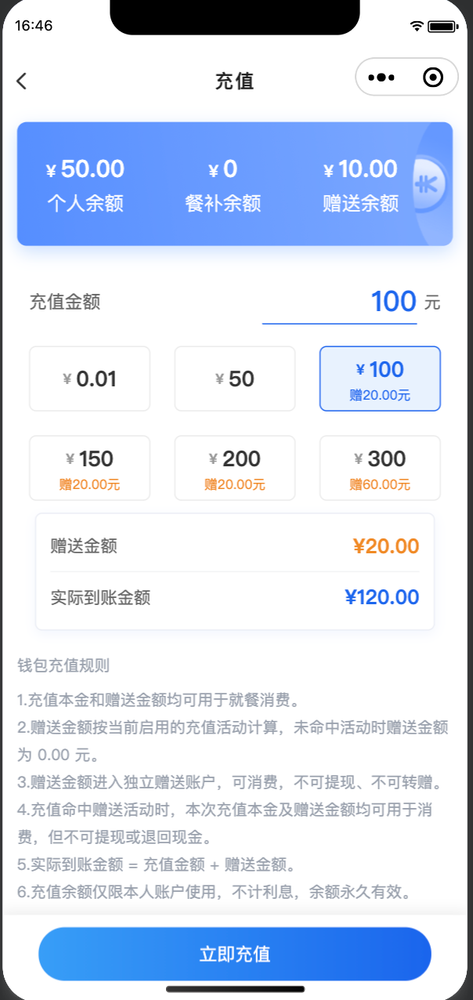 16:46
充值
¥ 50.00 ¥ 0 ¥ 10.00
个人余额 餐补余额 赠送余额
充值金额 100 元
¥ 0.01 ¥ 50 ¥ 100
赠20.00元
¥ 150 ¥ 200 ¥ 300
赠20.00元 赠20.00元 赠60.00元
赠送金额 ¥20.00
实际到账金额 ¥120.00
钱包充值规则
1.充值本金和赠送金额均可用于就餐消费。
2.赠送金额按当前启用的充值活动计算，未命中活动时赠送金额
为 0.00 元。
3.赠送金额进入独立赠送账户，可消费，不可提现、不可转赠。
4.充值命中赠送活动时，本次充值本金及赠送金额均可用于消
费，但不可提现或退回现金。
5.实际到账金额 = 充值金额 + 赠送金额。
6.充值余额仅限本人账户使用，不计利息，余额永久有效。
立即充值